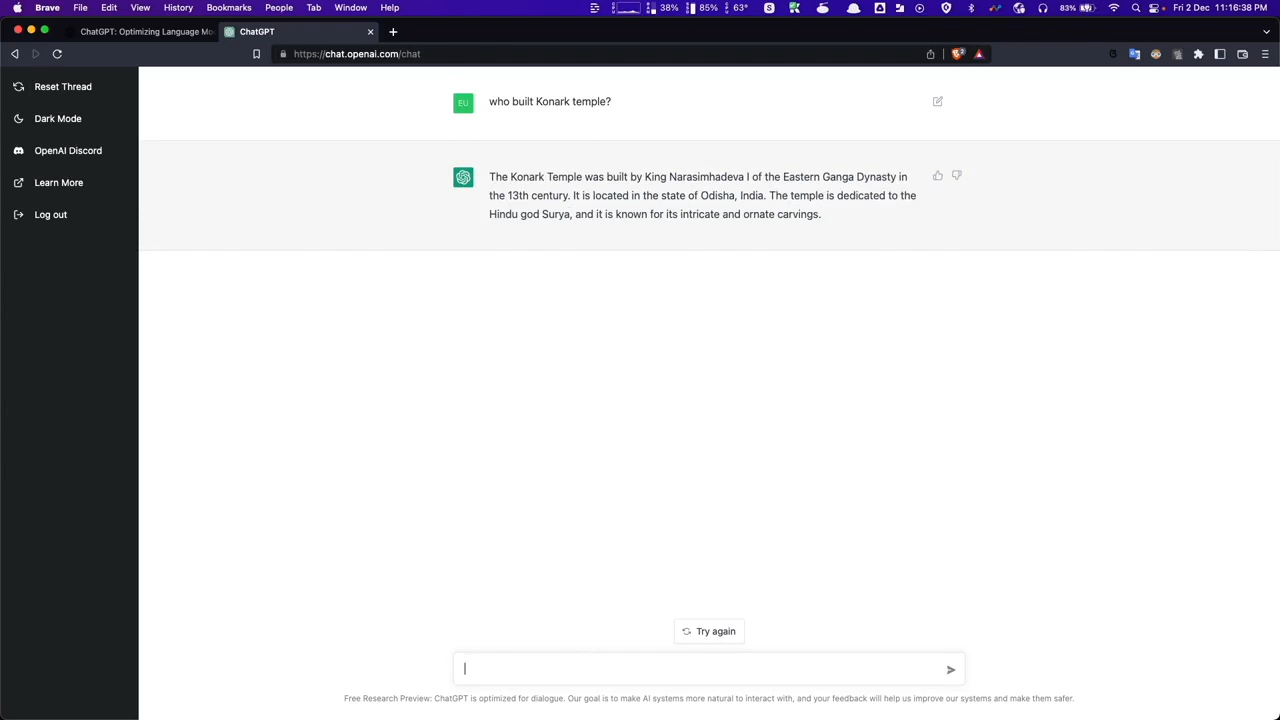 Brave File Edit View History Bookmarks People Tab Window Help 38% 85% 63% 83% Fri 2 Dec 11:16:38 AM
ChatGPT: Optimizing Language Mo
ChatGPT
https://chat.openai.com/chat
Reset Thread
Dark Mode
OpenAI Discord
Learn More
Log out
EU
who built Konark temple?
The Konark Temple was built by King Narasimhadeva I of the Eastern Ganga Dynasty in
the 13th century. It is located in the state of Odisha, India. The temple is dedicated to the
Hindu god Surya, and it is known for its intricate and ornate carvings.
Try again
Free Research Preview: ChatGPT is optimized for dialogue. Our goal is to make AI systems more natural to interact with, and your feedback will help us improve our systems and make them safer.